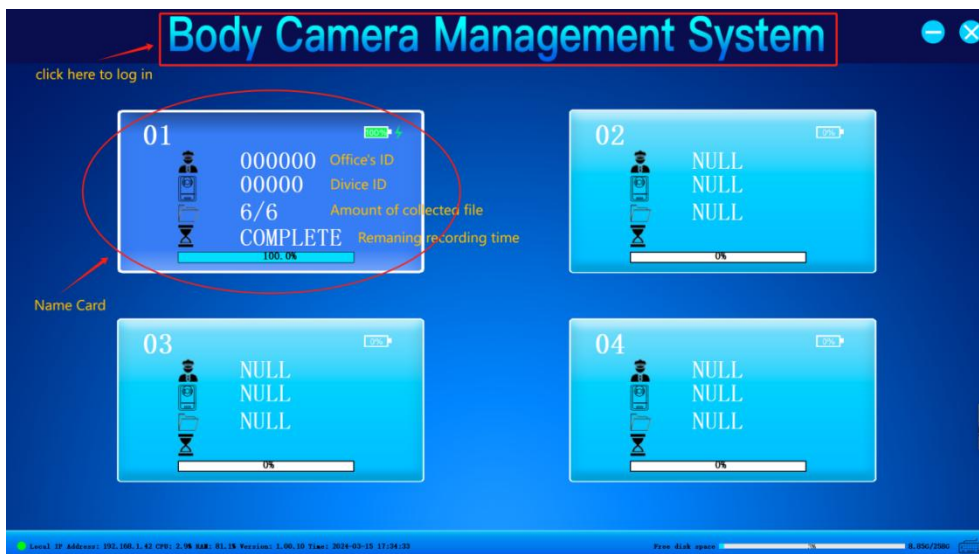 Body Camera Management System
click here to log in
01 100%
000000 Office's ID
00000 Divice ID
6/6 Amount of collected file
COMPLETE Remaning recording time
100.0%
Name Card
02 0%
NULL
NULL
NULL
0%
03 0%
NULL
NULL
NULL
0%
04 0%
NULL
NULL
NULL
0%
Local IP Address: 192.168.1.43 CPU: 2.9% RAM: 81.1% Version: 1.00.10 Time: 2024-03-15 17:34:33
Free disk space